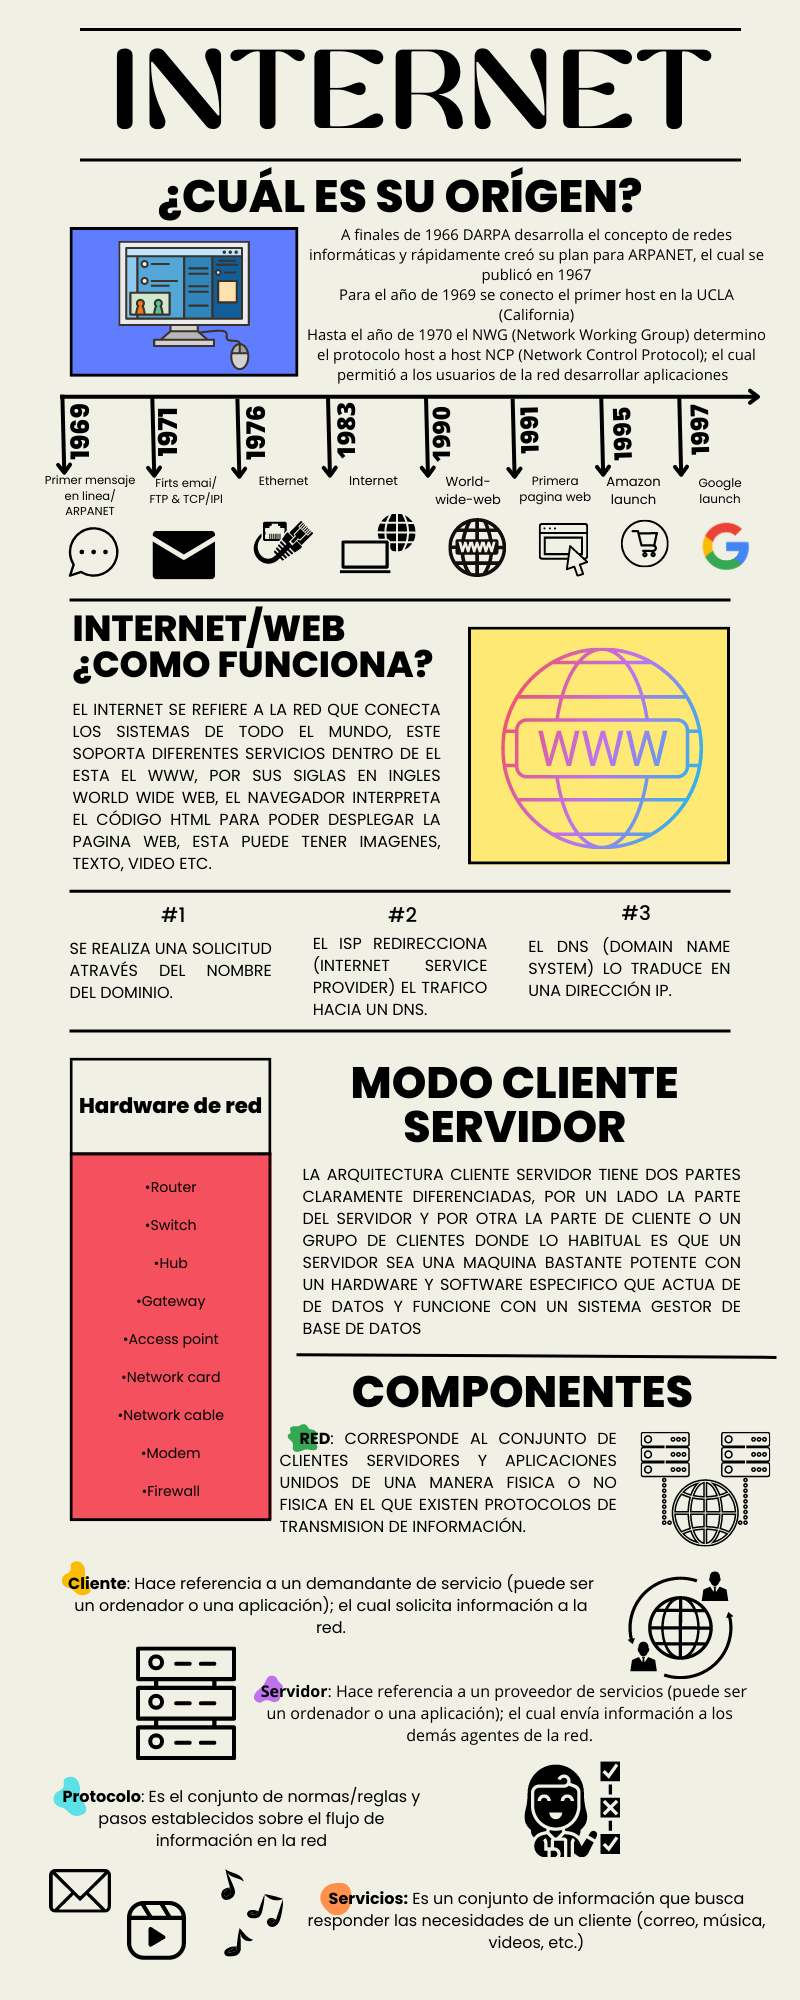 INTERNET
¿CUÁL ES SU ORÍGEN?
A finales de 1966 DARPA desarrolla el concepto de redes
informáticas y rápidamente creó su plan para ARPANET, el cual se
publicó en 1967
Para el año de 1969 se conecto el primer host en la UCLA
(California)
Hasta el año de 1970 el NWG (Network Working Group) determino
el protocolo host a host NCP (Network Control Protocol); el cual
permitió a los usuarios de la red desarrollar aplicaciones
1969
1971
1976
1983
1990
1991
1995
1997
Primer mensaje
en linea/
ARPANET
Firts emai/
FTP & TCP/IPI
Ethernet
Internet
World-
wide-web
Primera
pagina web
Amazon
launch
Google
launch
WWW
INTERNET/WEB
¿COMO FUNCIONA?
EL INTERNET SE REFIERE A LA RED QUE CONECTA
LOS SISTEMAS DE TODO EL MUNDO, ESTE
SOPORTA DIFERENTES SERVICIOS DENTRO DE EL
ESTA EL WWW, POR SUS SIGLAS EN INGLES
WORLD WIDE WEB, EL NAVEGADOR INTERPRETA
EL CÓDIGO HTML PARA PODER DESPLEGAR LA
PAGINA WEB, ESTA PUEDE TENER IMAGENES,
TEXTO, VIDEO ETC.
WWW
#1
SE REALIZA UNA SOLICITUD
ATRAVÉS DEL NOMBRE
DEL DOMINIO.
#2
EL ISP REDIRECCIONA
(INTERNET SERVICE
PROVIDER) EL TRAFICO
HACIA UN DNS.
#3
EL DNS (DOMAIN NAME
SYSTEM) LO TRADUCE EN
UNA DIRECCIÓN IP.
Hardware de red
•Router
•Switch
•Hub
•Gateway
•Access point
•Network card
•Network cable
•Modem
•Firewall
MODO CLIENTE
SERVIDOR
LA ARQUITECTURA CLIENTE SERVIDOR TIENE DOS PARTES
CLARAMENTE DIFERENCIADAS, POR UN LADO LA PARTE
DEL SERVIDOR Y POR OTRA LA PARTE DE CLIENTE O UN
GRUPO DE CLIENTES DONDE LO HABITUAL ES QUE UN
SERVIDOR SEA UNA MAQUINA BASTANTE POTENTE CON
UN HARDWARE Y SOFTWARE ESPECIFICO QUE ACTUA DE
DE DATOS Y FUNCIONE CON UN SISTEMA GESTOR DE
BASE DE DATOS
COMPONENTES
RED: CORRESPONDE AL CONJUNTO DE
CLIENTES SERVIDORES Y APLICACIONES
UNIDOS DE UNA MANERA FISICA O NO
FISICA EN EL QUE EXISTEN PROTOCOLOS DE
TRANSMISION DE INFORMACIÓN.
Cliente: Hace referencia a un demandante de servicio (puede ser
un ordenador o una aplicación); el cual solicita información a la
red.
Servidor: Hace referencia a un proveedor de servicios (puede ser
un ordenador o una aplicación); el cual envía información a los
demás agentes de la red.
Protocolo: Es el conjunto de normas/reglas y
pasos establecidos sobre el flujo de
información en la red
Servicios: Es un conjunto de información que busca
responder las necesidades de un cliente (correo, música,
videos, etc.)